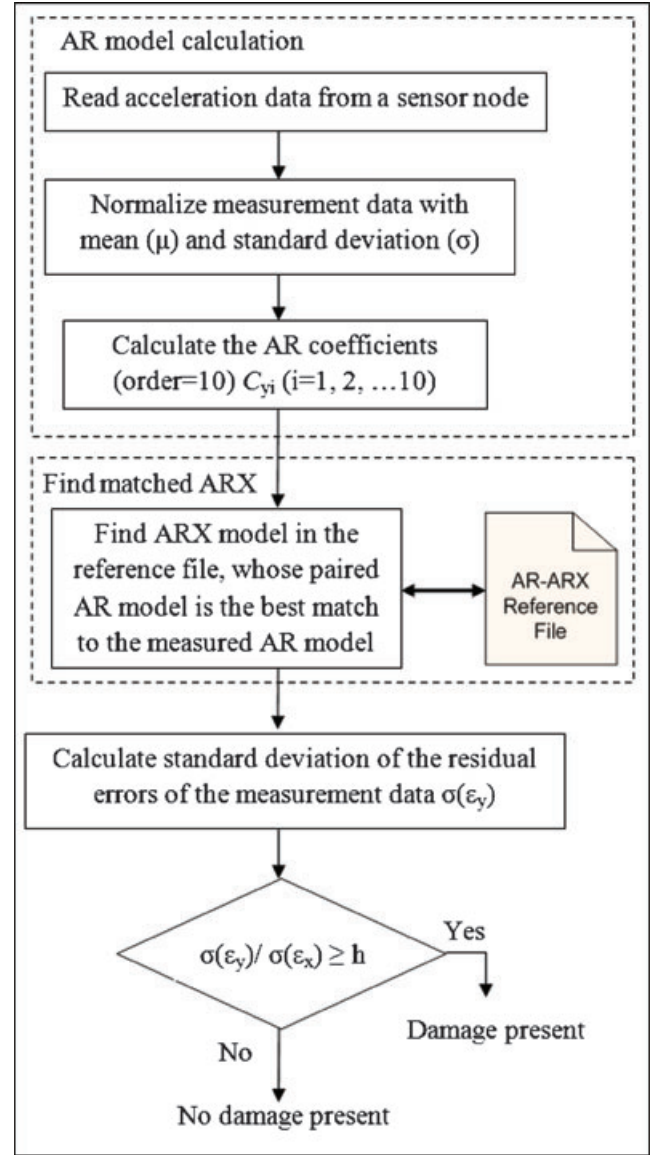 AR model calculation
Read acceleration data from a sensor node
Normalize measurement data with
mean (μ) and standard deviation (σ)
Calculate the AR coefficients
(order=10) Cyi (i=1, 2, …10)
Find matched ARX
Find ARX model in the
reference file, whose paired
AR model is the best match
to the measured AR model
AR-ARX
Reference
File
Calculate standard deviation of the residual
errors of the measurement data σ(εy)
σ(εy)/ σ(εx) ≥ h
Yes
Damage present
No
No damage present